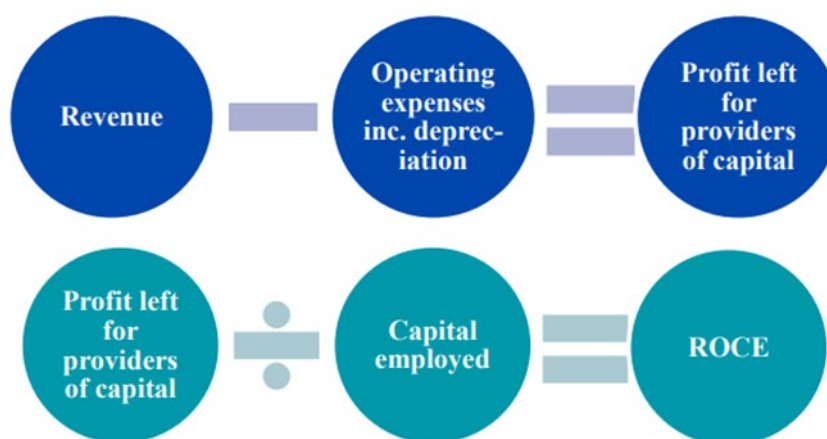 Revenue
Operating
expenses
inc. deprec-
iation
Profit left
for
providers
of capital
Profit left
for
providers
of capital
Capital
employed
ROCE